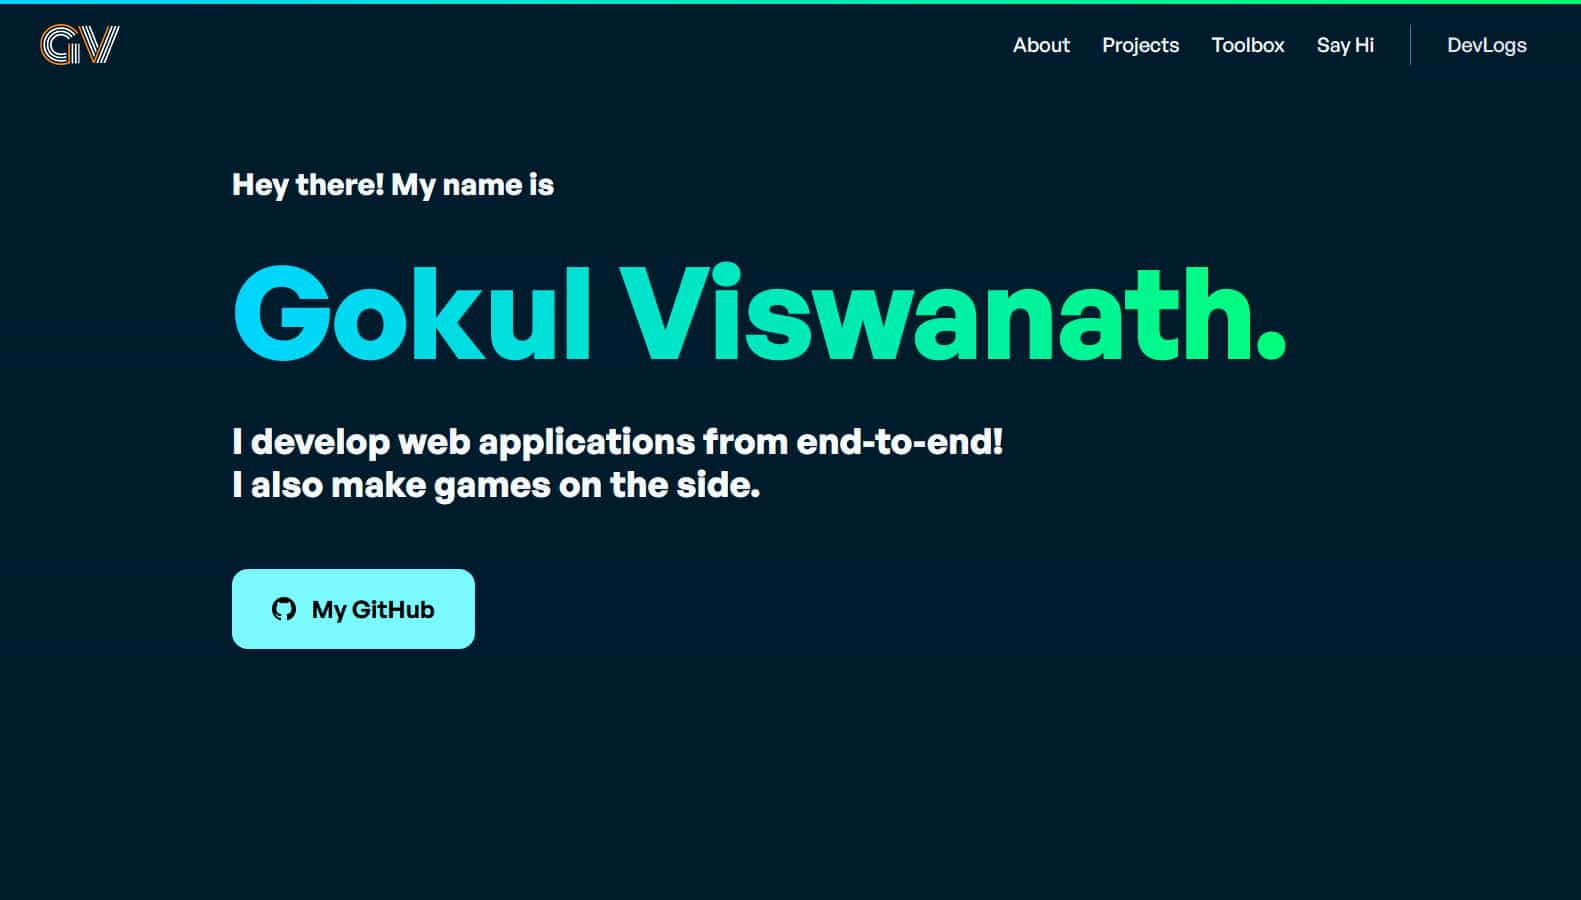 GV
About Projects Toolbox Say Hi DevLogs
Hey there! My name is
Gokul Viswanath.
I develop web applications from end-to-end!
I also make games on the side.
My GitHub